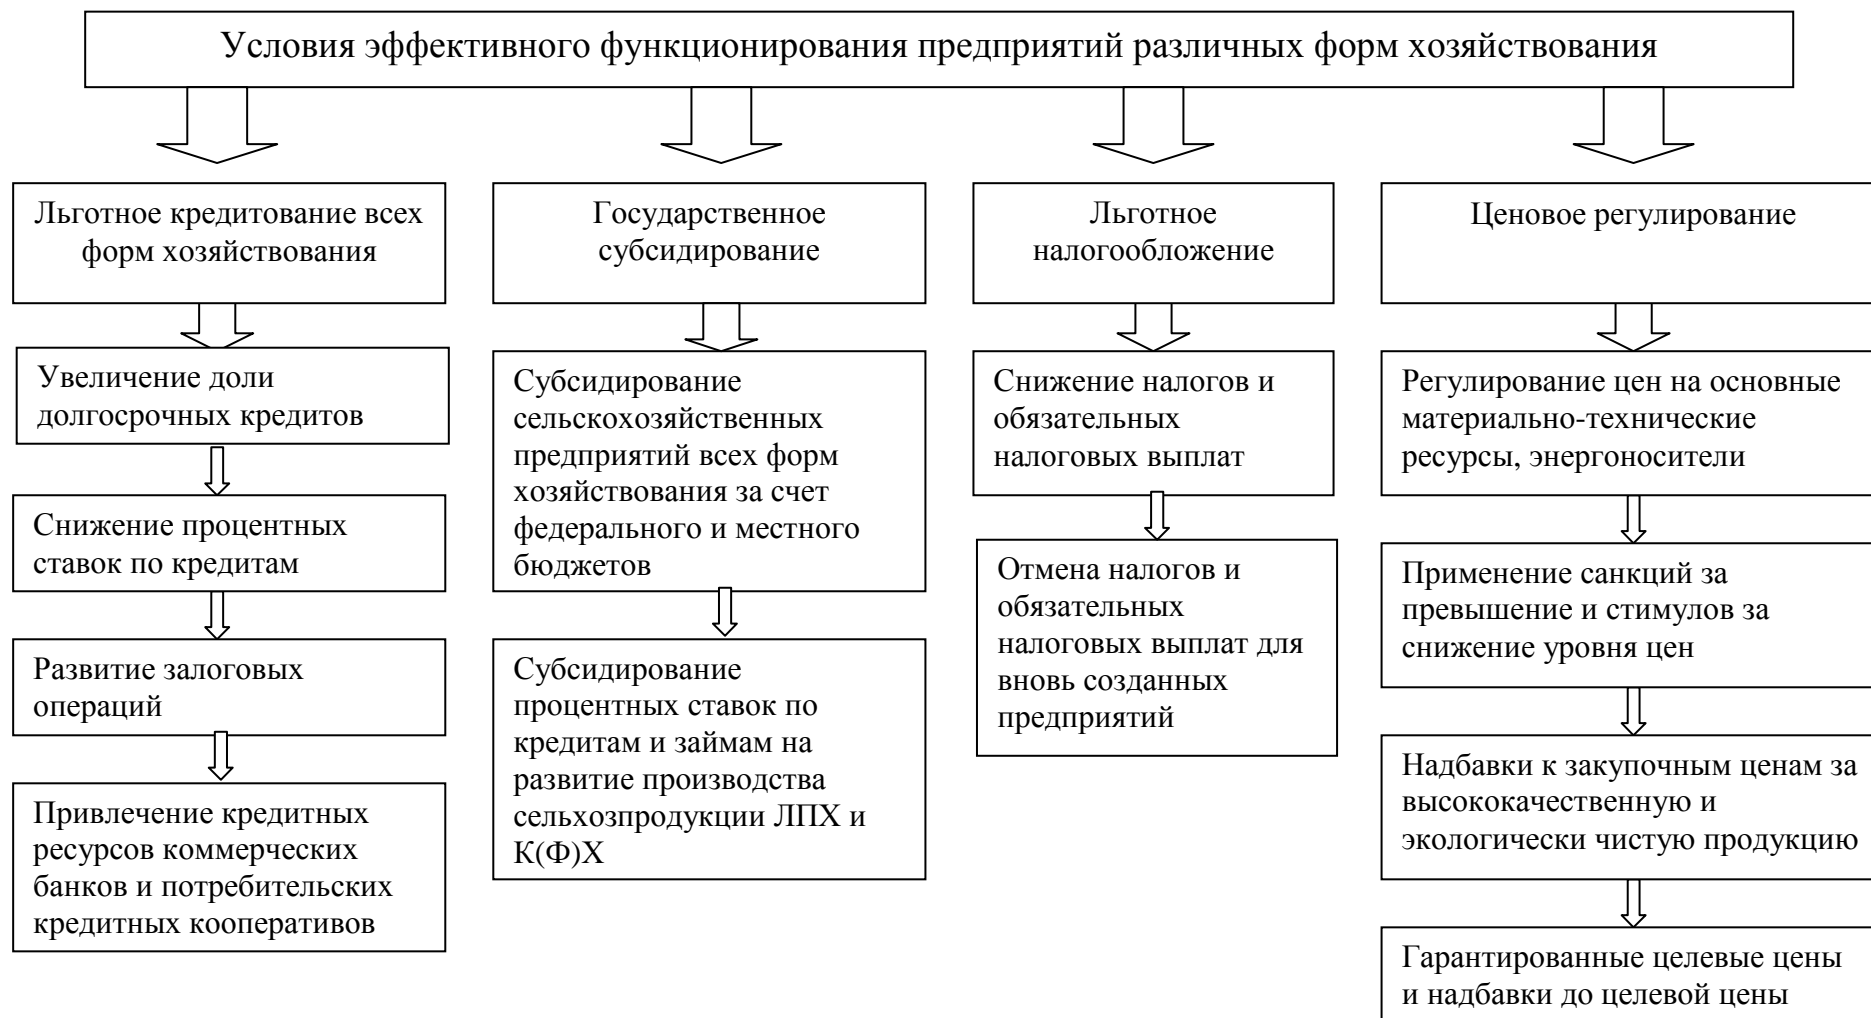 Условия эффективного функционирования предприятий различных форм хозяйствования
Льготное кредитование всех
форм хозяйствования
Увеличение доли
долгосрочных кредитов
Снижение процентных
ставок по кредитам
Развитие залоговых
операций
Привлечение кредитных
ресурсов коммерческих
банков и потребительских
кредитных кооперативов
Государственное
субсидирование
Субсидирование
сельскохозяйственных
предприятий всех форм
хозяйствования за счет
федерального и местного
бюджетов
Субсидирование
процентных ставок по
кредитам и займам на
развитие производства
сельхозпродукции ЛПХ и
К(Ф)Х
Льготное
налогообложение
Снижение налогов и
обязательных
налоговых выплат
Отмена налогов и
обязательных
налоговых выплат для
вновь созданных
предприятий
Ценовое регулирование
Регулирование цен на основные
материально-технические
ресурсы, энергоносители
Применение санкций за
превышение и стимулов за
снижение уровня цен
Надбавки к закупочным ценам за
высококачественную и
экологически чистую продукцию
Гарантированные целевые цены
и надбавки до целевой цены